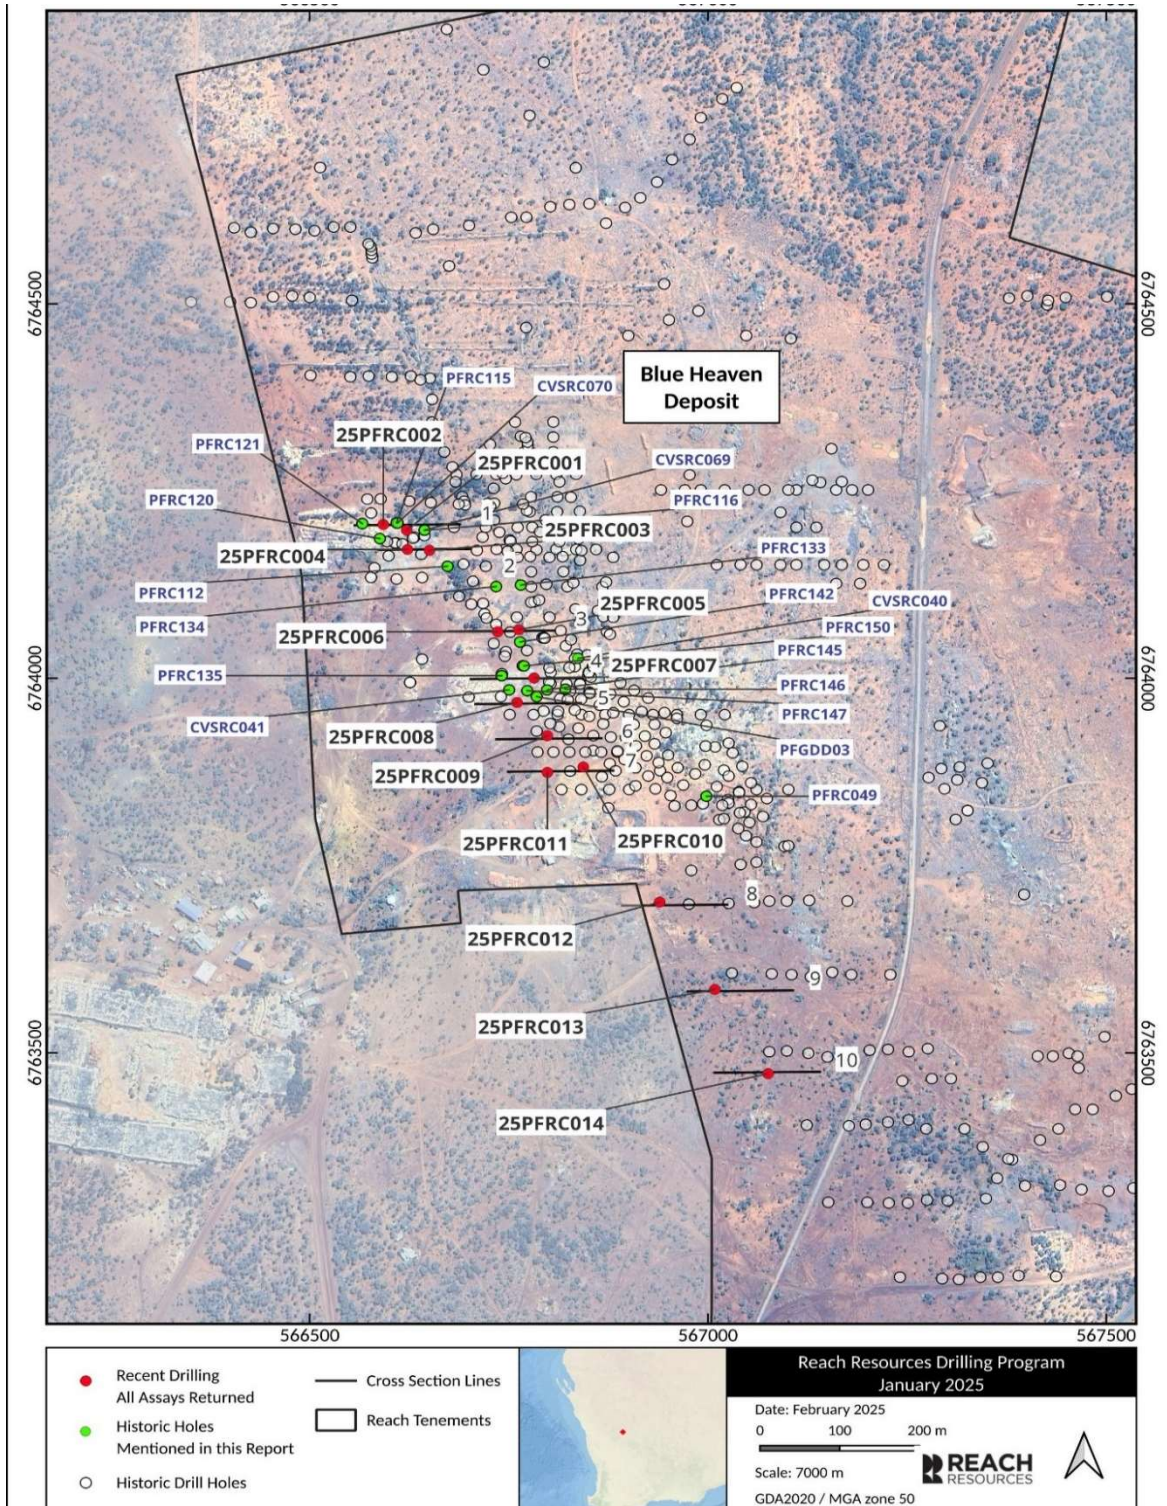 6764500
6764500
Blue Heaven
Deposit
PFRC115
CVSRC070
25PFRC002
PFRC121
25PFRC001
CVSRC069
PFRC120
PFRC116
1
25PFRC003
25PFRC004
PFRC133
2
PFRC112
PFRC142
25PFRC005
CVSRC040
3
PFRC134
PFRC150
25PFRC006
PFRC145
4
25PFRC007
PFRC135
PFRC146
5
PFRC147
CVSRC041
6
25PFRC008
PFGDD03
7
25PFRC009
PFRC049
25PFRC011
25PFRC010
8
25PFRC012
9
25PFRC013
10
25PFRC014
6764000
6764000
6763500
6763500
566500
567000
567500
Recent Drilling
All Assays Returned
Historic Holes
Mentioned in this Report
Historic Drill Holes
Cross Section Lines
Reach Tenements
Reach Resources Drilling Program
January 2025
Date: February 2025
0 100 200 m
Scale: 7000 m
GDA2020 / MGA zone 50
REACH
RESOURCES